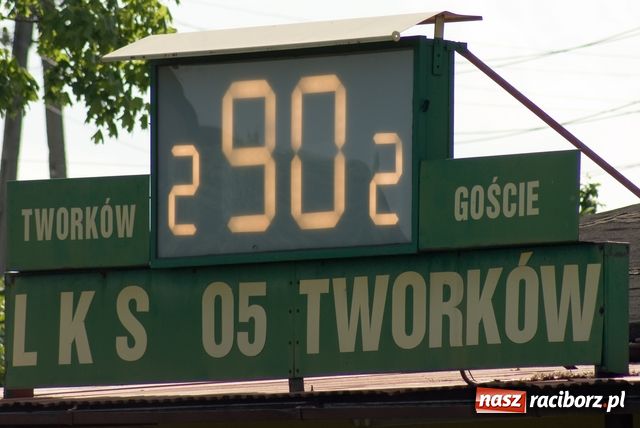 2 90 2
TWORKÓW GOŚCIE
LKS 05 TWORKÓW
nasz raciborz.pl